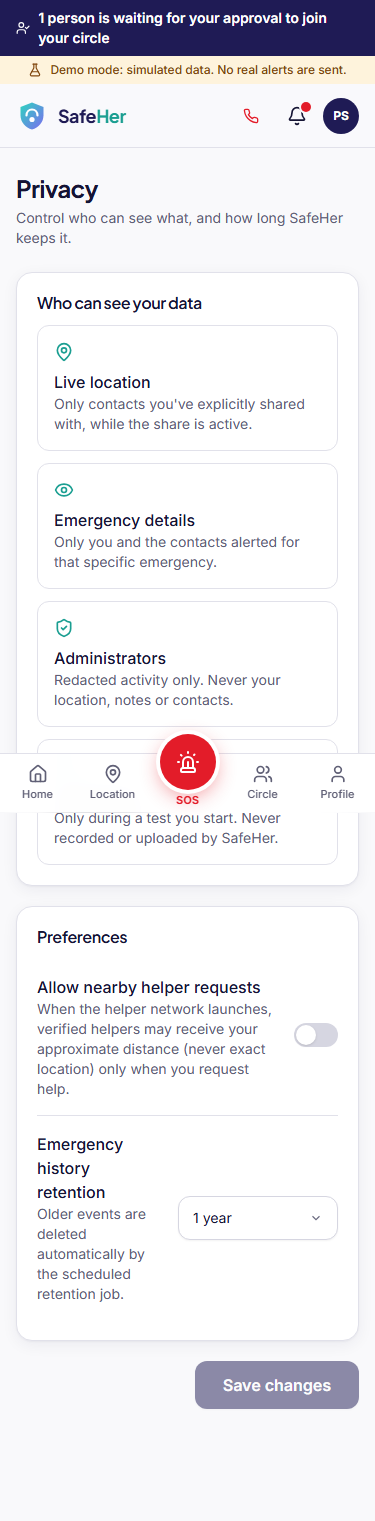 1 person is waiting for your approval to join
your circle
Demo mode: simulated data. No real alerts are sent.
SafeHer
PS
Privacy
Control who can see what, and how long SafeHer
keeps it.
Who can see your data
Live location
Only contacts you've explicitly shared
with, while the share is active.
Emergency details
Only you and the contacts alerted for
that specific emergency.
Administrators
Redacted activity only. Never your
location, notes or contacts.
Home
Location
SOS
Circle
Profile
Only during a test you start. Never
recorded or uploaded by SafeHer.
Preferences
Allow nearby helper requests
When the helper network launches,
verified helpers may receive your
approximate distance (never exact
location) only when you request
help.
Emergency
history
retention
Older events are
deleted
automatically by
the scheduled
retention job.
1 year
Save changes